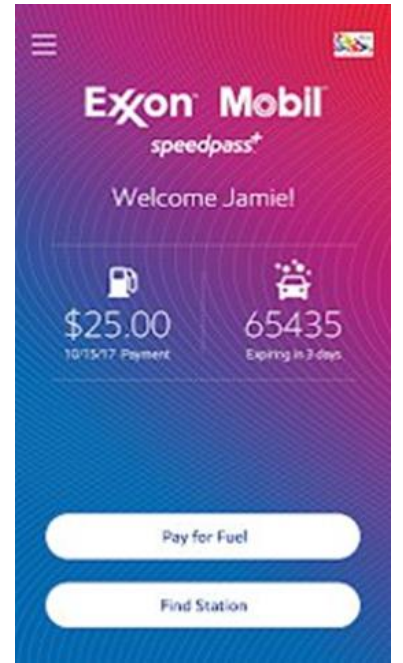 Exxon Mobil
speedpass+
Welcome Jamie!
$25.00 65435
10/15/17 Payment Expiring in 3 days
Pay for Fuel
Find Station